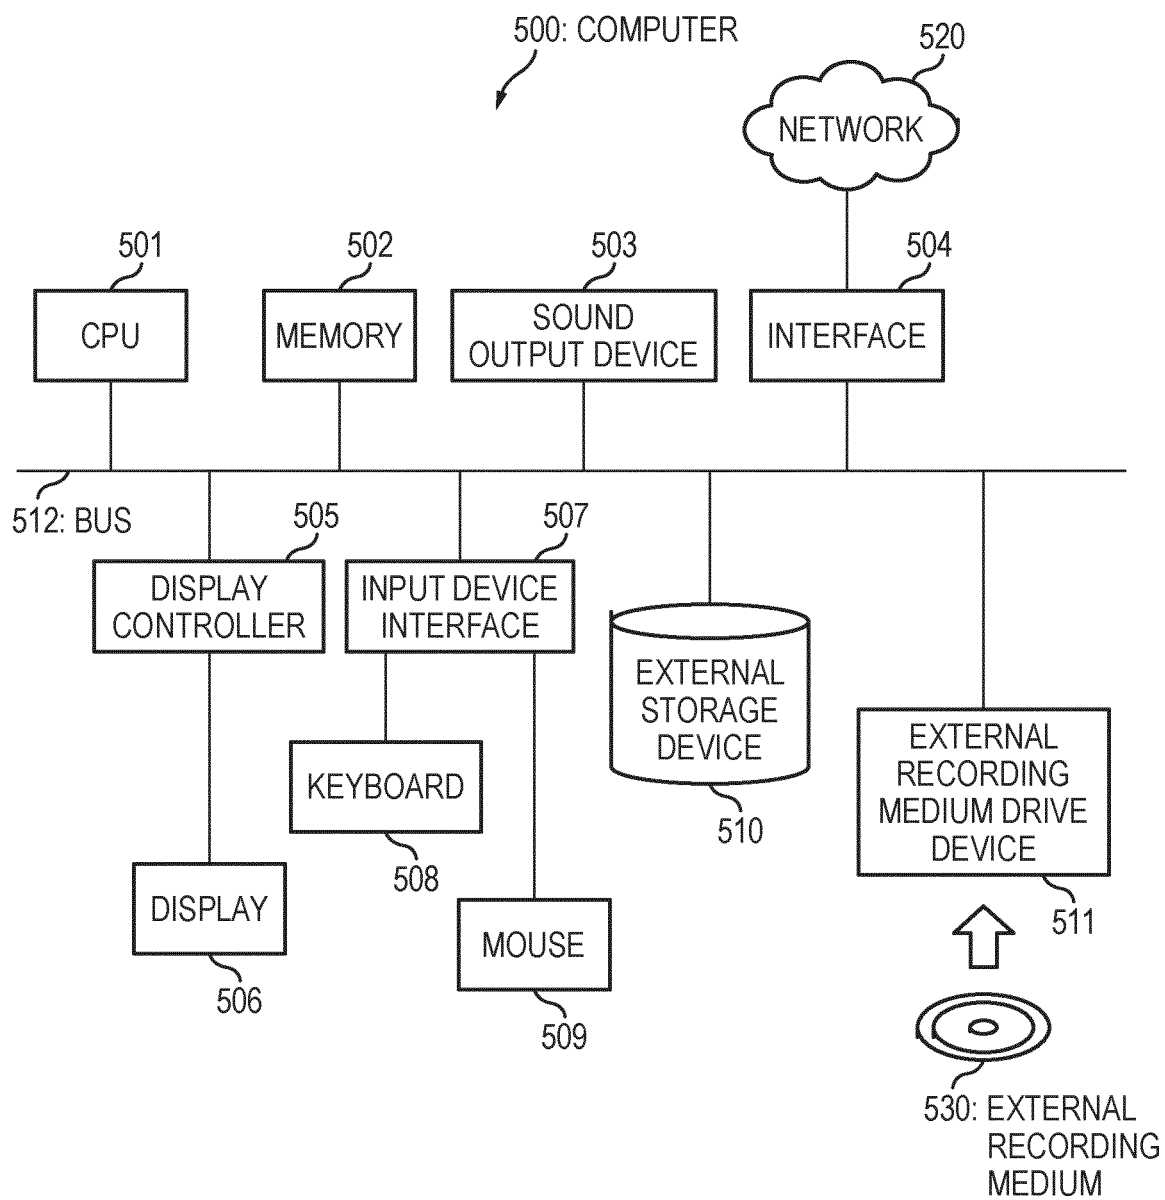 500: COMPUTER
520
NETWORK
501
502
503
504
CPU
MEMORY
SOUND
OUTPUT DEVICE
INTERFACE
512: BUS
505
507
DISPLAY
CONTROLLER
INPUT DEVICE
INTERFACE
EXTERNAL
STORAGE
DEVICE
510
EXTERNAL
RECORDING
MEDIUM DRIVE
DEVICE
511
KEYBOARD
508
DISPLAY
506
MOUSE
509
530: EXTERNAL
RECORDING
MEDIUM